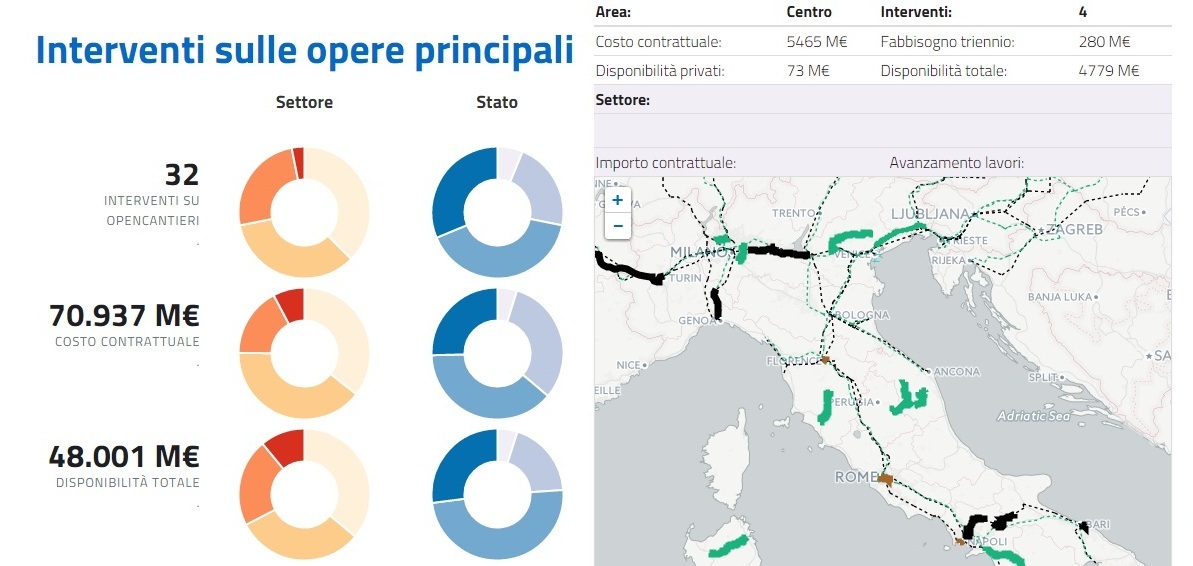 Interventi sulle opere principali
Settore
Stato
32
INTERVENTI SU
OPENCANTIERI
.
70.937 M€
COSTO CONTRATTUALE
.
48.001 M€
DISPONIBILITÀ TOTALE
.
Area: Centro Interventi: 4
Costo contrattuale: 5465 M€ Fabbisogno triennio: 280 M€
Disponibilità privati: 73 M€ Disponibilità totale: 4779 M€
Settore:
Importo contrattuale: Avanzamento lavori:
+
−
TRENTO
LJUBLJANA
PÉCS
ZAGREB
MILANO
VENICE
TRIESTE
RIJEKA
TURIN
BANJA LUKA
GENOA
BOLOGNA
FLORENCE
NICE
ANCONA
SPLIT
SA
EILLE
PERUGIA
Adriatic Sea
ROME
BARI
NAPOLI